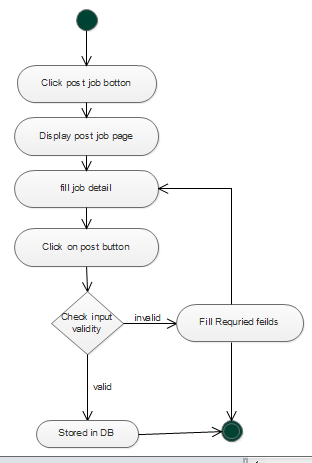 Click post job botton
Display post job page
fill job detail
Click on post button
Check input
validity
invalid
Fill Requried feilds
valid
Stored in DB